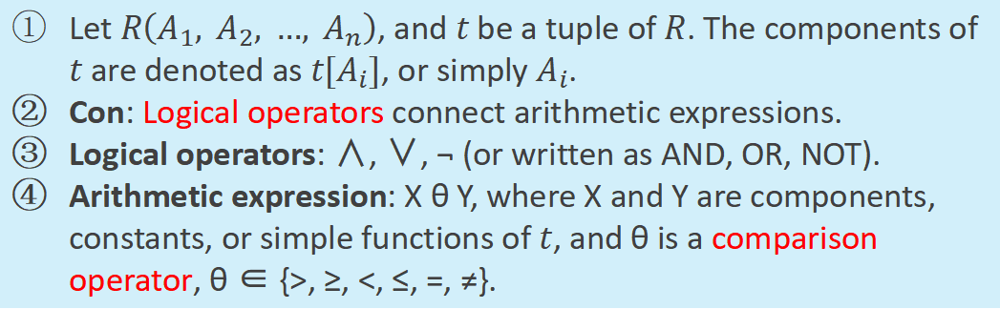 ① Let R(A₁, A₂, ..., Aₙ), and t be a tuple of R. The components of
t are denoted as t[Aᵢ], or simply Aᵢ.
② Con: Logical operators connect arithmetic expressions.
③ Logical operators: ∧, ∨, ¬ (or written as AND, OR, NOT).
④ Arithmetic expression: X θ Y, where X and Y are components,
constants, or simple functions of t, and θ is a comparison
operator, θ ∈ {>, ≥, <, ≤, =, ≠}.